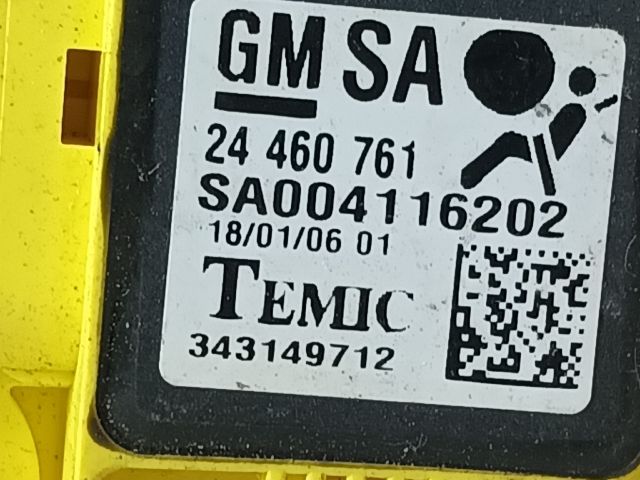 GM SA
24 460 761
SA004116202
18/01/06 01
TEMIC
343149712